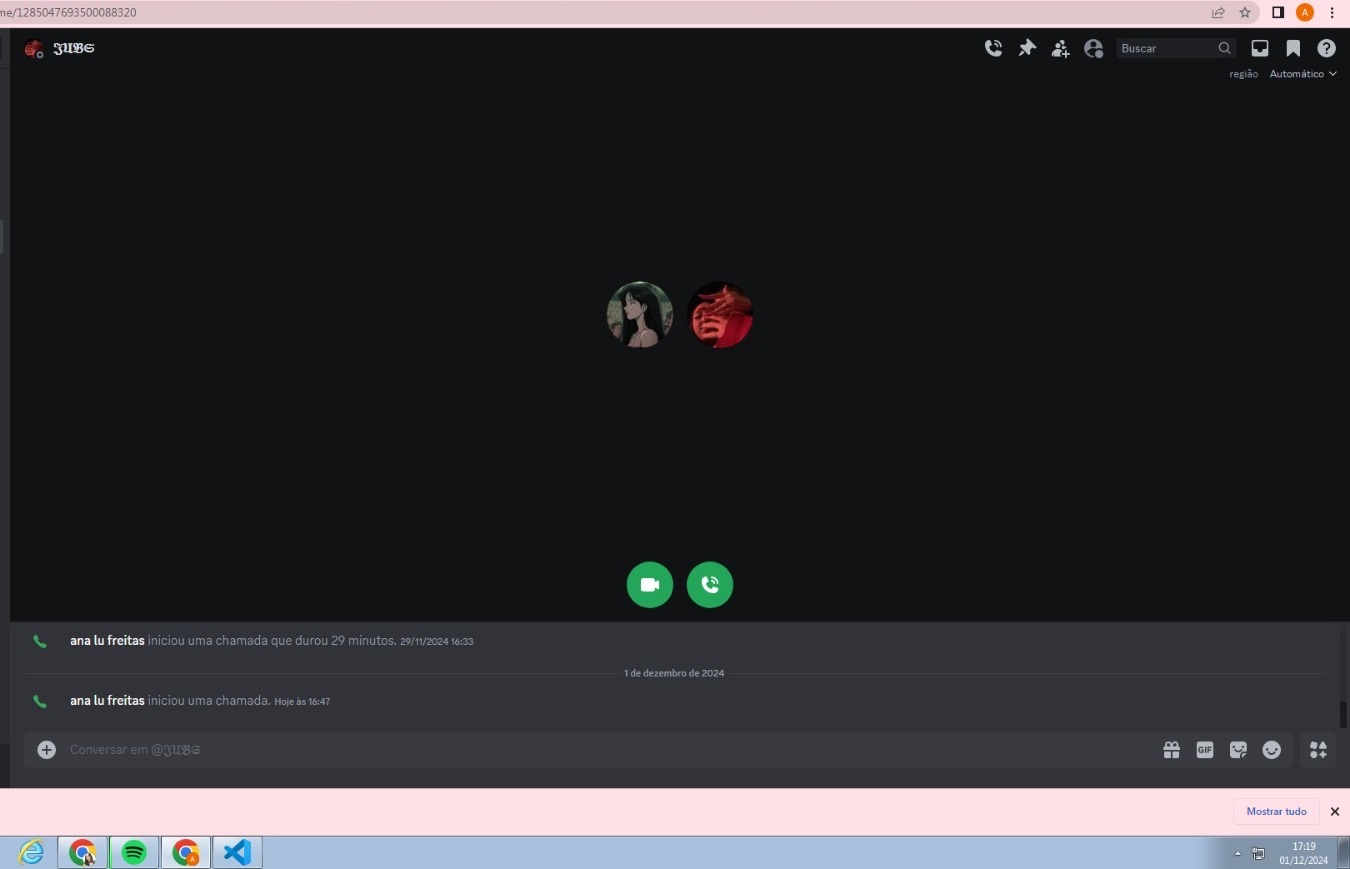 me/1285047693500088320
A
𝕵𝖀𝕭𝕾
Buscar
região Automático
ana lu freitas iniciou uma chamada que durou 29 minutos. 29/11/2024 16:33
1 de dezembro de 2024
ana lu freitas iniciou uma chamada. Hoje às 16:47
Conversar em @𝕵𝖀𝕭𝕾
GIF
Mostrar tudo
A
17:19
01/12/2024